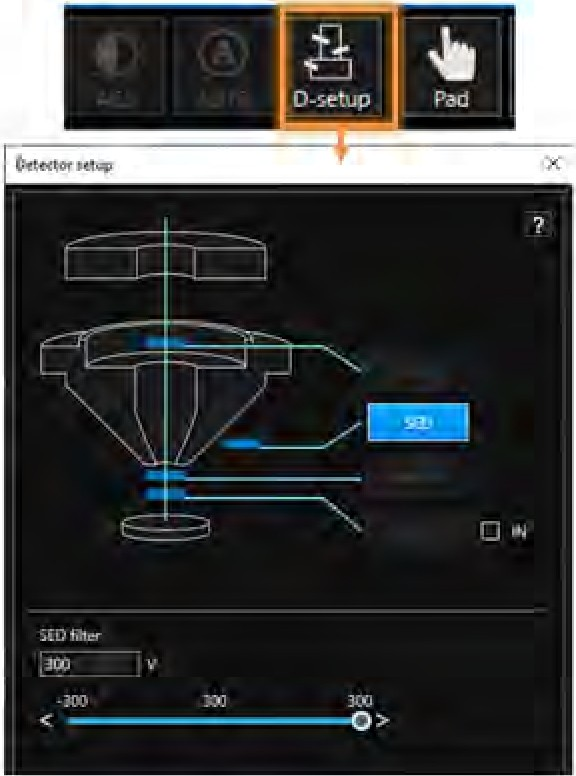 D-setup Pad
Detector setup
?
SED
IN
SED filter
300 V
-300 300 300
< >